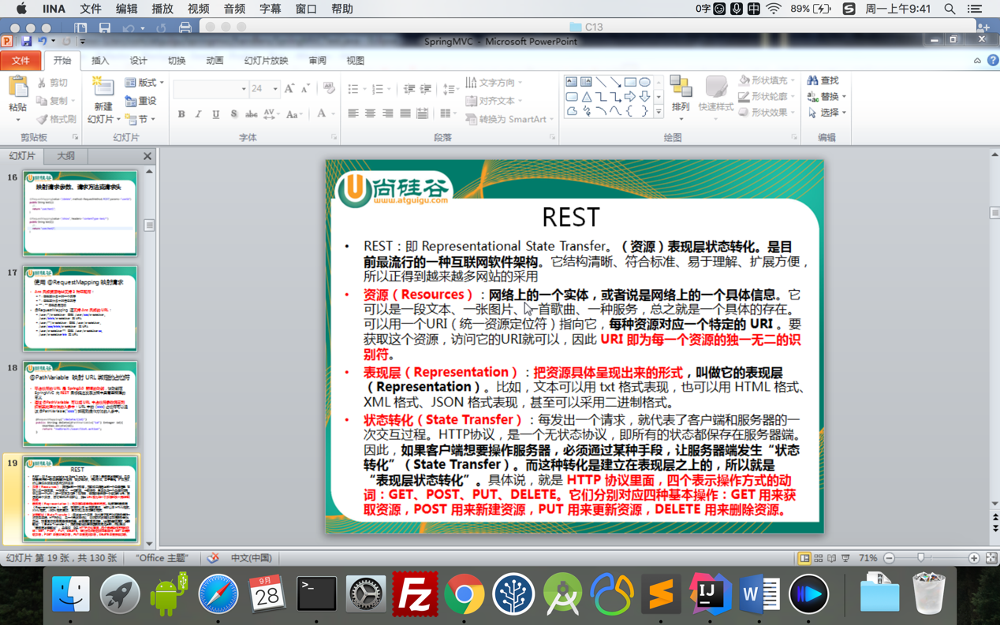 IINA 文件 编辑 播放 视频 音频 字幕 窗口 帮助 0字 中 89% 周一上午9:41
C13
SpringMVC - Microsoft PowerPoint
文件 开始 插入 设计 切换 动画 幻灯片放映 审阅 视图
粘贴 剪切 复制 格式刷 剪贴板
新建 幻灯片 版式 重设 节 幻灯片
24 字体
文字方向 对齐文本 转换为 SmartArt 段落
排列 快速样式 形状填充 形状轮廓 形状效果 绘图
查找 替换 选择 编辑
幻灯片 大纲
16
映射请求参数、请求方法或请求头
17
使用 @RequestMapping 映射请求
18
@PathVariable 映射 URL 绑定的占位符
19
REST
尚硅谷
www.atguigu.com
REST
• REST：即 Representational State Transfer。（资源）表现层状态转化。是目
前最流行的一种互联网软件架构。它结构清晰、符合标准、易于理解、扩展方便，
所以正得到越来越多网站的采用
• 资源（Resources）：网络上的一个实体，或者说是网络上的一个具体信息。它
可以是一段文本、一张图片、一首歌曲、一种服务，总之就是一个具体的存在。
可以用一个URI（统一资源定位符）指向它，每种资源对应一个特定的 URI 。要
获取这个资源，访问它的URI就可以，因此 URI 即为每一个资源的独一无二的识
别符。
• 表现层（Representation）：把资源具体呈现出来的形式，叫做它的表现层
（Representation）。比如，文本可以用 txt 格式表现，也可以用 HTML 格式、
XML 格式、JSON 格式表现，甚至可以采用二进制格式。
• 状态转化（State Transfer）：每发出一个请求，就代表了客户端和服务器的一
次交互过程。HTTP协议，是一个无状态协议，即所有的状态都保存在服务器端。
因此，如果客户端想要操作服务器，必须通过某种手段，让服务器端发生“状态
转化”（State Transfer）。而这种转化是建立在表现层之上的，所以就是
“表现层状态转化”。具体说，就是 HTTP 协议里面，四个表示操作方式的动
词：GET、POST、PUT、DELETE。它们分别对应四种基本操作：GET 用来获
取资源，POST 用来新建资源，PUT 用来更新资源，DELETE 用来删除资源。
幻灯片 第 19 张，共 130 张 “Office 主题” 中文(中国) 71%
9月
28
IJ